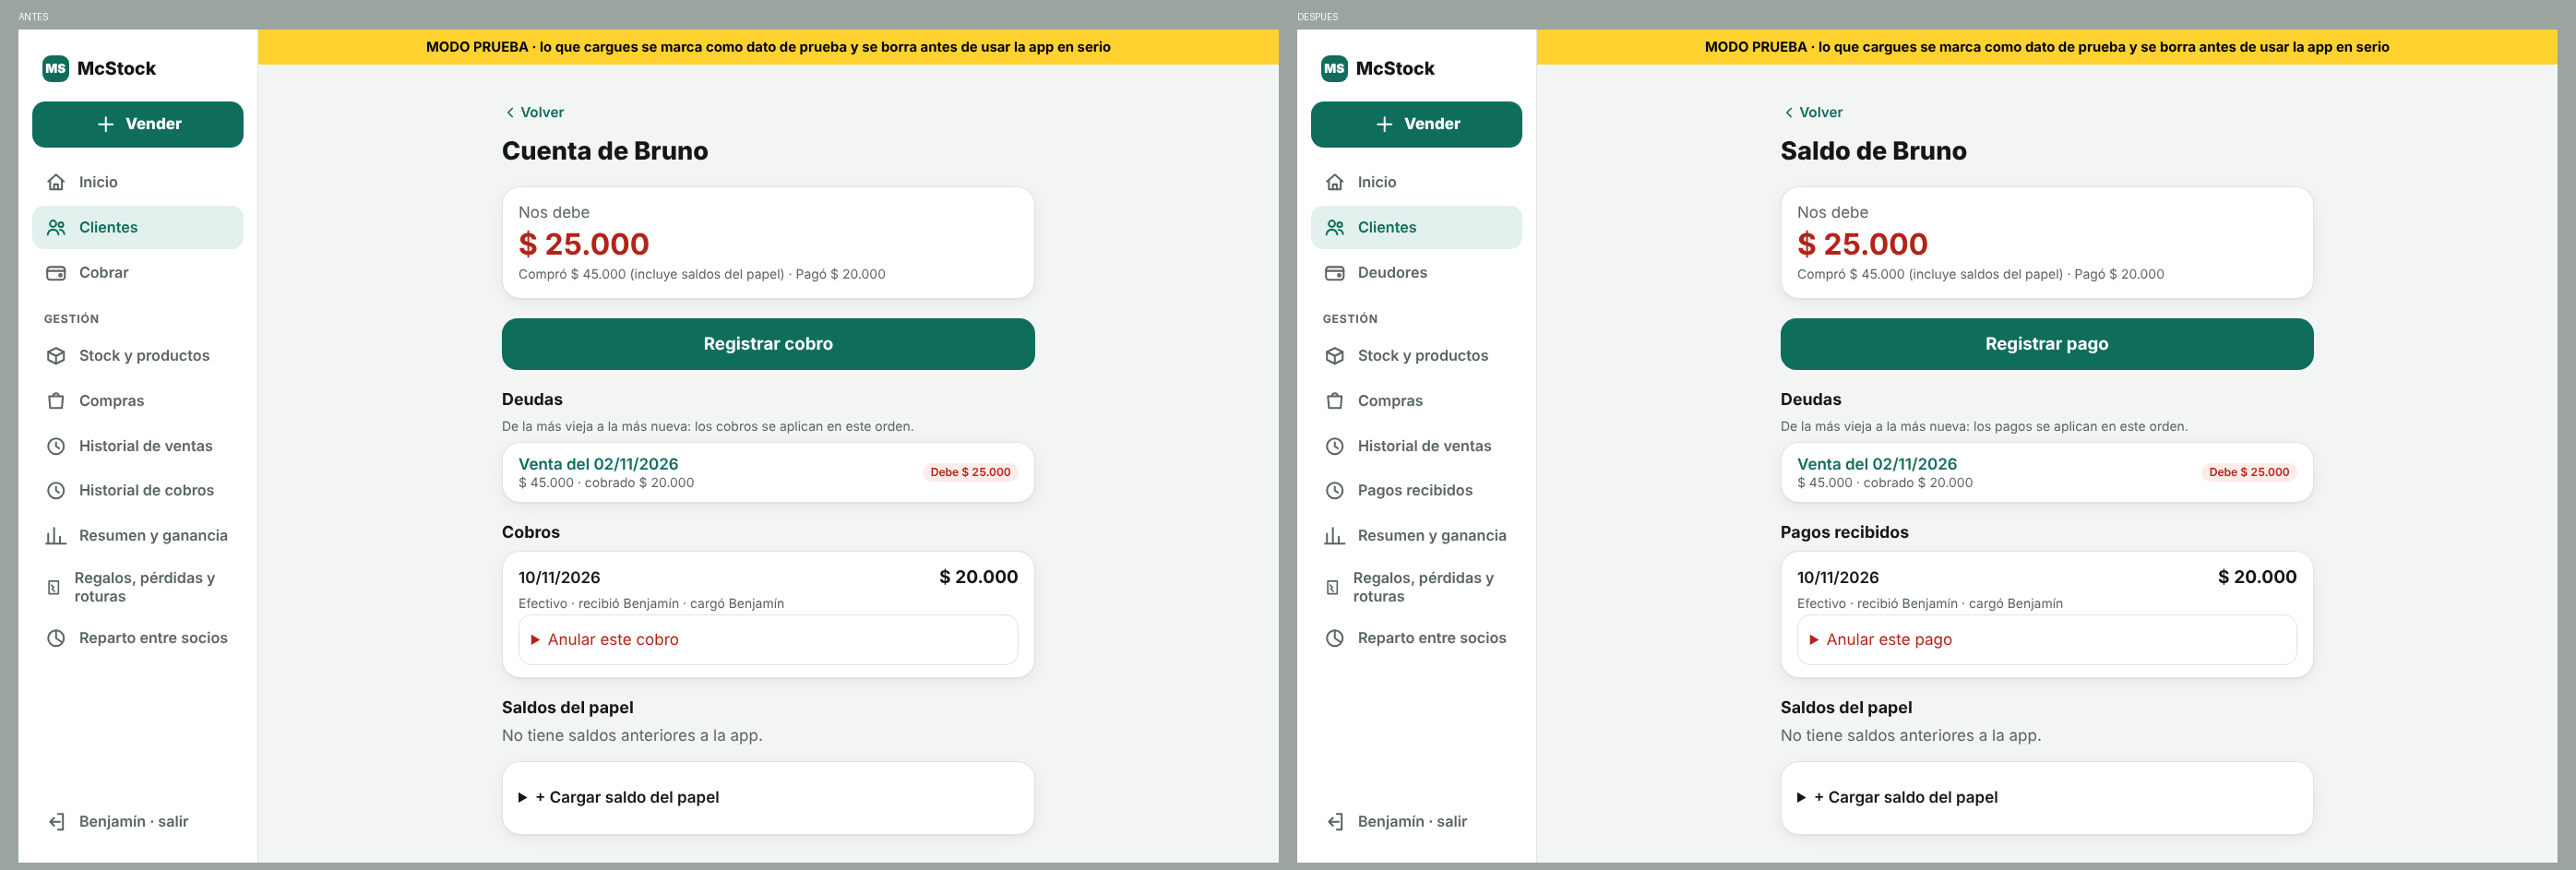 ANTES
MS McStock
+ Vender
Inicio
Clientes
Cobrar
GESTIÓN
Stock y productos
Compras
Historial de ventas
Historial de cobros
Resumen y ganancia
Regalos, pérdidas y
roturas
Reparto entre socios
Benjamín · salir
MODO PRUEBA · lo que cargues se marca como dato de prueba y se borra antes de usar la app en serio
Volver
Cuenta de Bruno
Nos debe
$ 25.000
Compró $ 45.000 (incluye saldos del papel) · Pagó $ 20.000
Registrar cobro
Deudas
De la más vieja a la más nueva: los cobros se aplican en este orden.
Venta del 02/11/2026
$ 45.000 · cobrado $ 20.000
Debe $ 25.000
Cobros
10/11/2026
$ 20.000
Efectivo · recibió Benjamín · cargó Benjamín
Anular este cobro
Saldos del papel
No tiene saldos anteriores a la app.
+ Cargar saldo del papel
DESPUES
MS McStock
+ Vender
Inicio
Clientes
Deudores
GESTIÓN
Stock y productos
Compras
Historial de ventas
Pagos recibidos
Resumen y ganancia
Regalos, pérdidas y
roturas
Reparto entre socios
Benjamín · salir
MODO PRUEBA · lo que cargues se marca como dato de prueba y se borra antes de usar la app en serio
Volver
Saldo de Bruno
Nos debe
$ 25.000
Compró $ 45.000 (incluye saldos del papel) · Pagó $ 20.000
Registrar pago
Deudas
De la más vieja a la más nueva: los pagos se aplican en este orden.
Venta del 02/11/2026
$ 45.000 · cobrado $ 20.000
Debe $ 25.000
Pagos recibidos
10/11/2026
$ 20.000
Efectivo · recibió Benjamín · cargó Benjamín
Anular este pago
Saldos del papel
No tiene saldos anteriores a la app.
+ Cargar saldo del papel